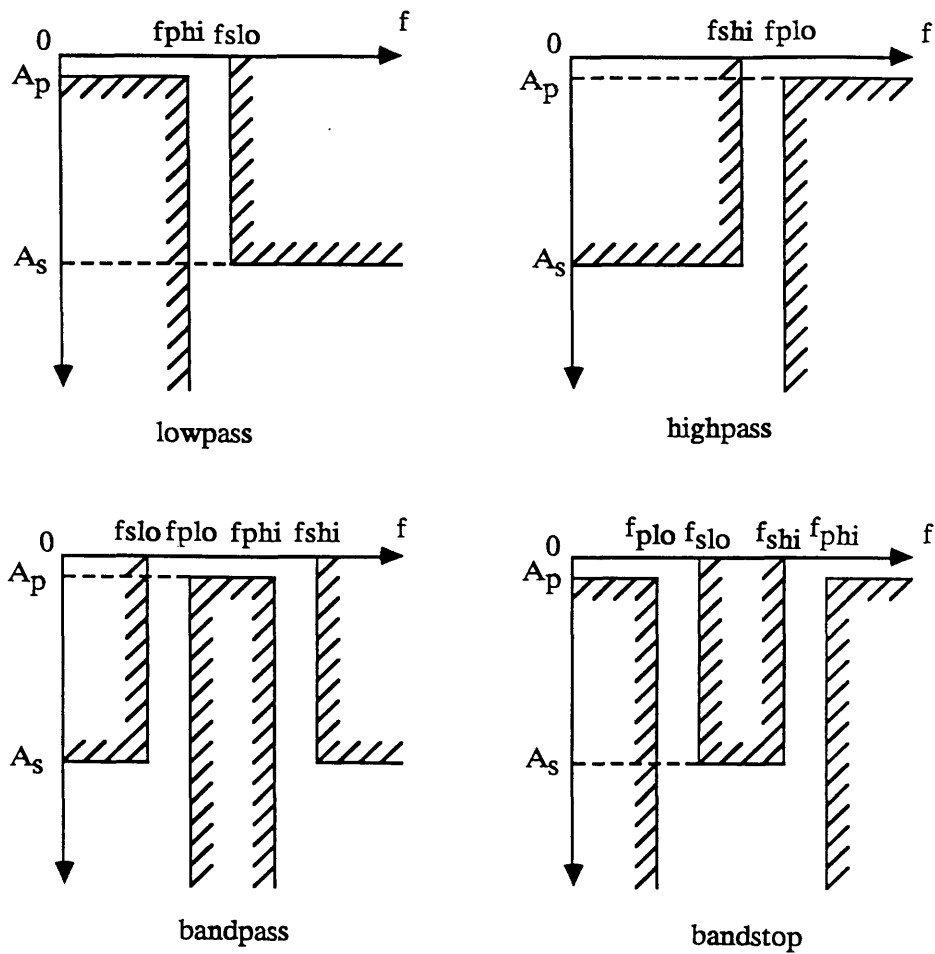 fphi fslo f
0
Ap
As
lowpass
fshi fplo f
0
Ap
As
highpass
fslo fplo fphi fshi f
0
Ap
As
bandpass
fplo fslo fshi fphi f
0
Ap
As
bandstop